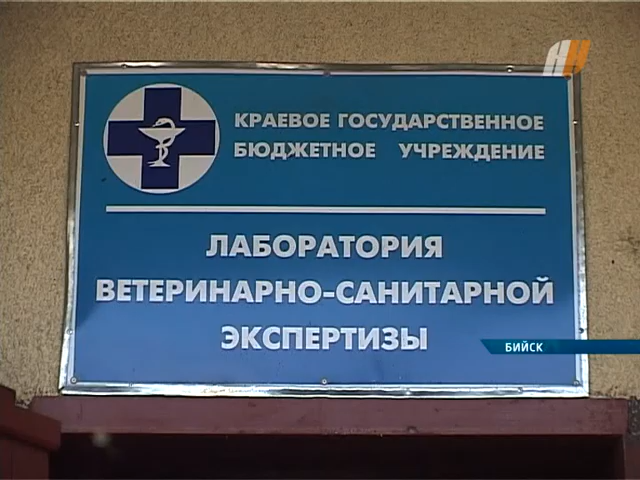 КРАЕВОЕ ГОСУДАРСТВЕННОЕ
БЮДЖЕТНОЕ УЧРЕЖДЕНИЕ
ЛАБОРАТОРИЯ
ВЕТЕРИНАРНО-САНИТАРНОЙ
ЭКСПЕРТИЗЫ
БИЙСК